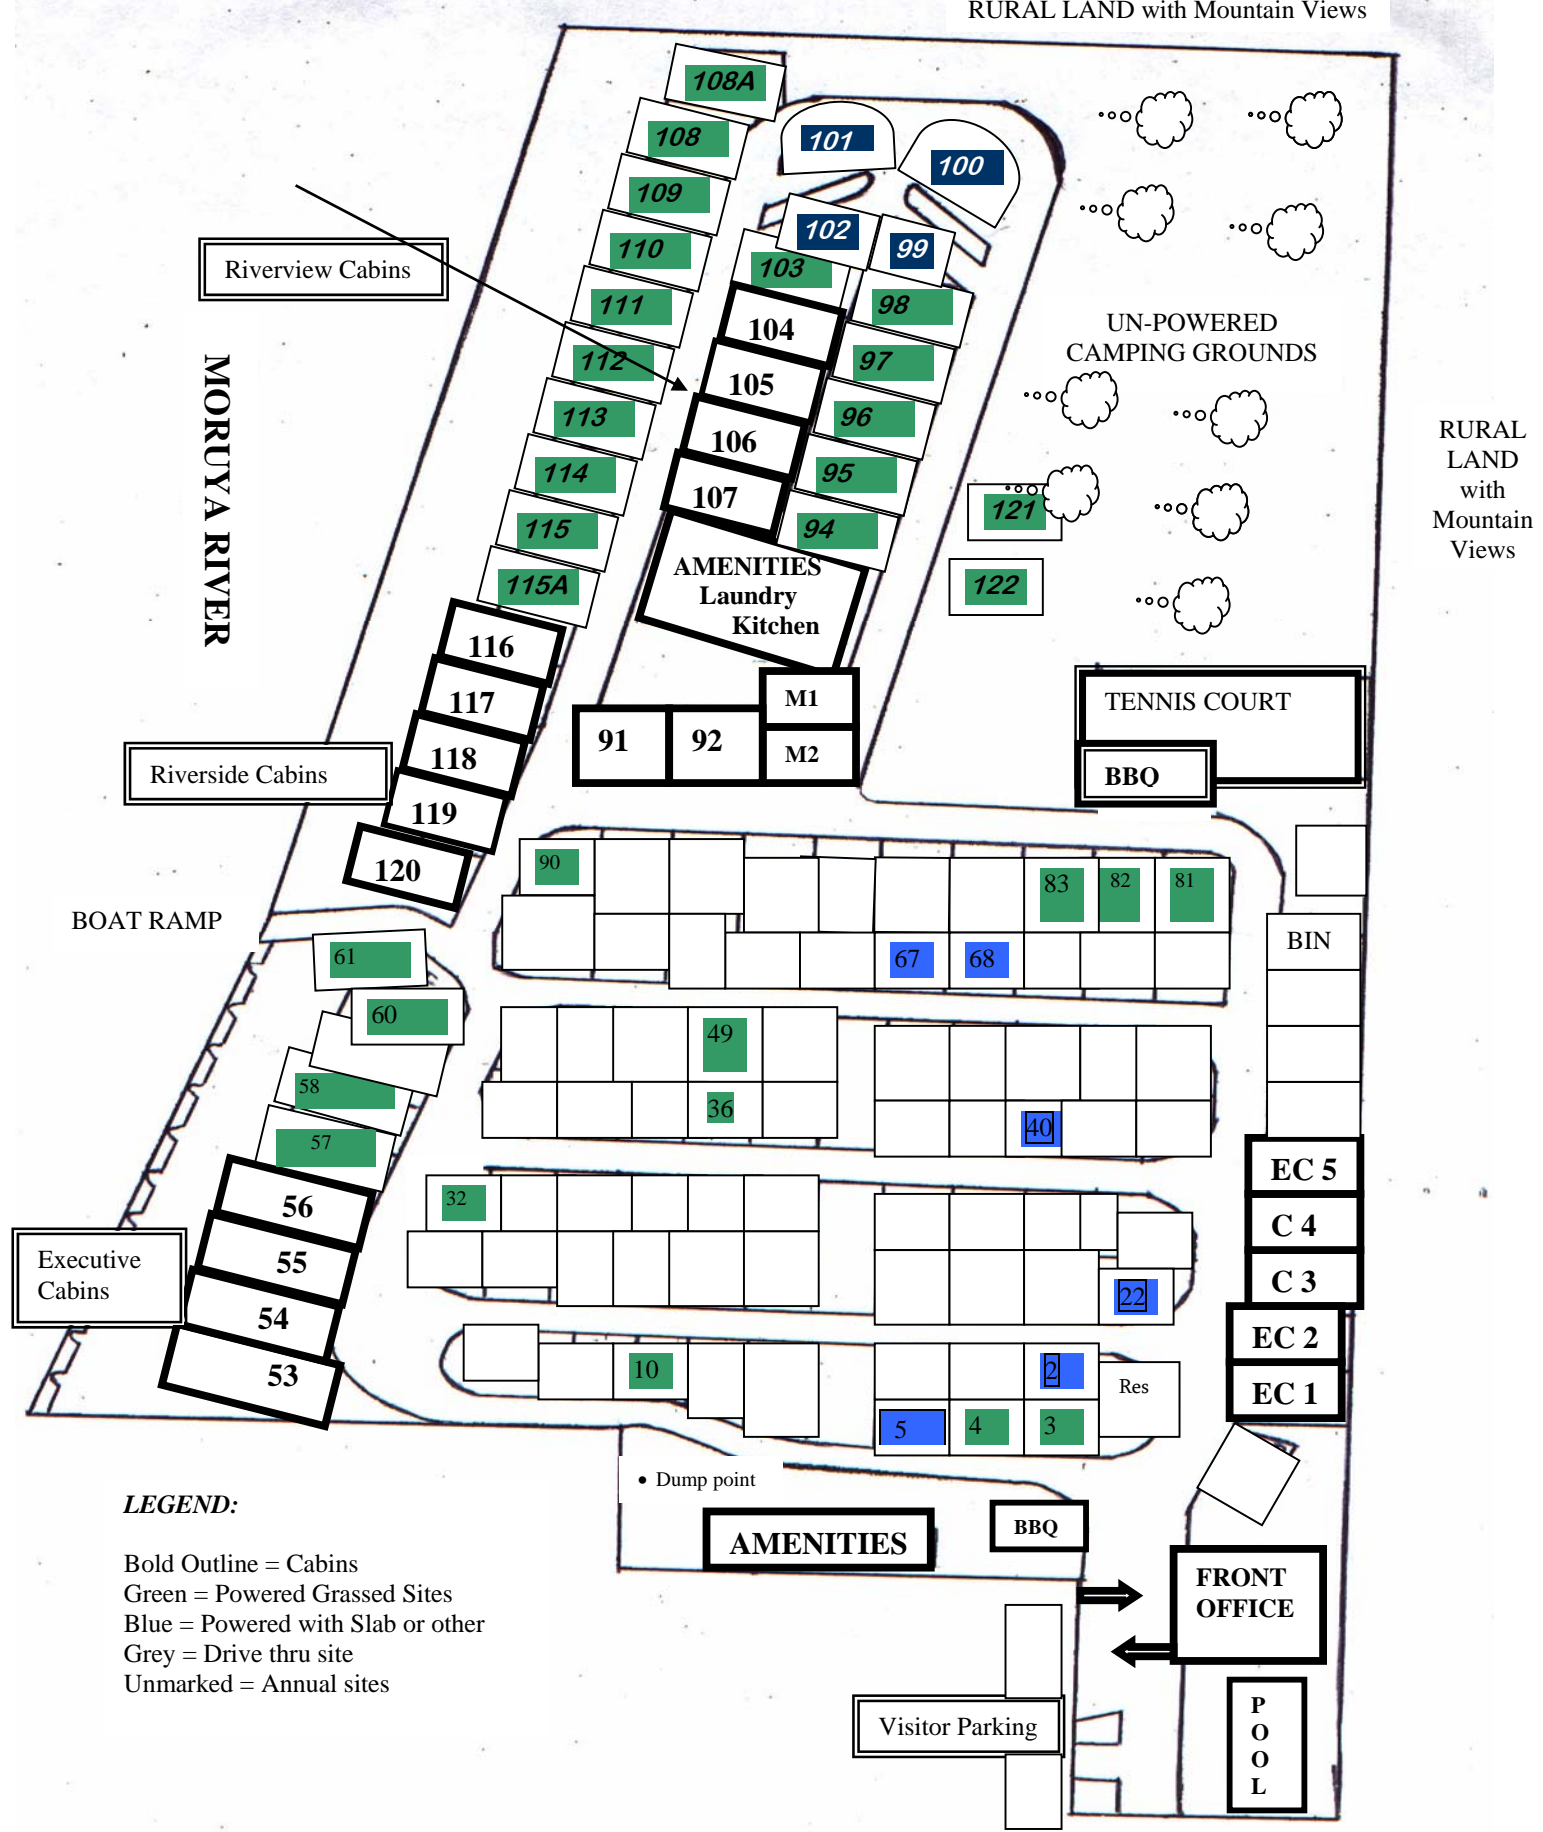 RURAL LAND with Mountain Views
108A
108
101
100
109
102
99
110
103
Riverview Cabins
111
98
104
UN-POWERED
CAMPING GROUNDS
112
97
105
113
96
106
RURAL
LAND
with
Mountain
Views
114
95
107
121
115
94
MORUYA RIVER
AMENITIES
Laundry
Kitchen
115A
122
116
117
M1
TENNIS COURT
91
92
M2
118
Riverside Cabins
BBQ
119
120
90
83
82
81
BOAT RAMP
BIN
61
67
68
60
49
58
36
40
57
EC 5
32
56
C 4
Executive
Cabins
55
C 3
22
54
EC 2
53
10
2
Res
EC 1
5
4
3
• Dump point
LEGEND:
AMENITIES
BBQ
Bold Outline = Cabins
Green = Powered Grassed Sites
Blue = Powered with Slab or other
Grey = Drive thru site
Unmarked = Annual sites
FRONT
OFFICE
Visitor Parking
P
O
O
L